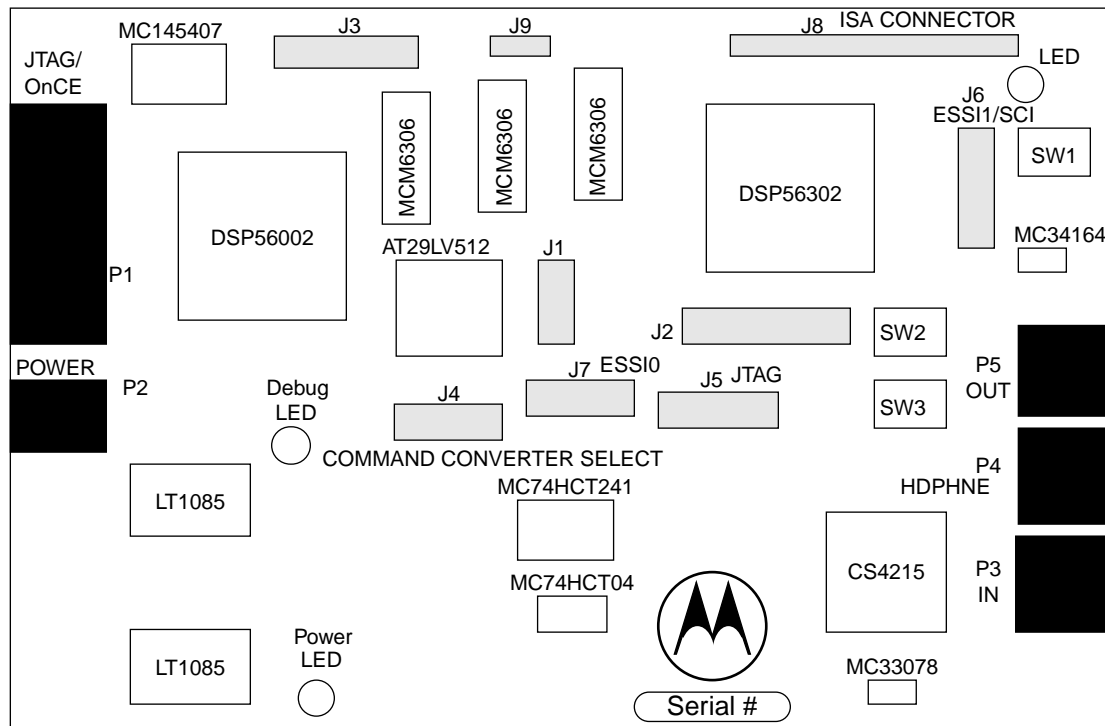 MC145407
J3
J9
J8
ISA CONNECTOR
JTAG/
OnCE
LED
J6
ESSI1/SCI
MCM6306
MCM6306
MCM6306
SW1
DSP56002
DSP56302
MC34164
AT29LV512
J1
P1
J2
SW2
POWER
P2
Debug
LED
J4
J7
ESSI0
J5
JTAG
SW3
P5
OUT
COMMAND CONVERTER SELECT
P4
HDPHNE
LT1085
MC74HCT241
MC74HCT04
CS4215
P3
IN
LT1085
Power
LED
MC33078
Serial #